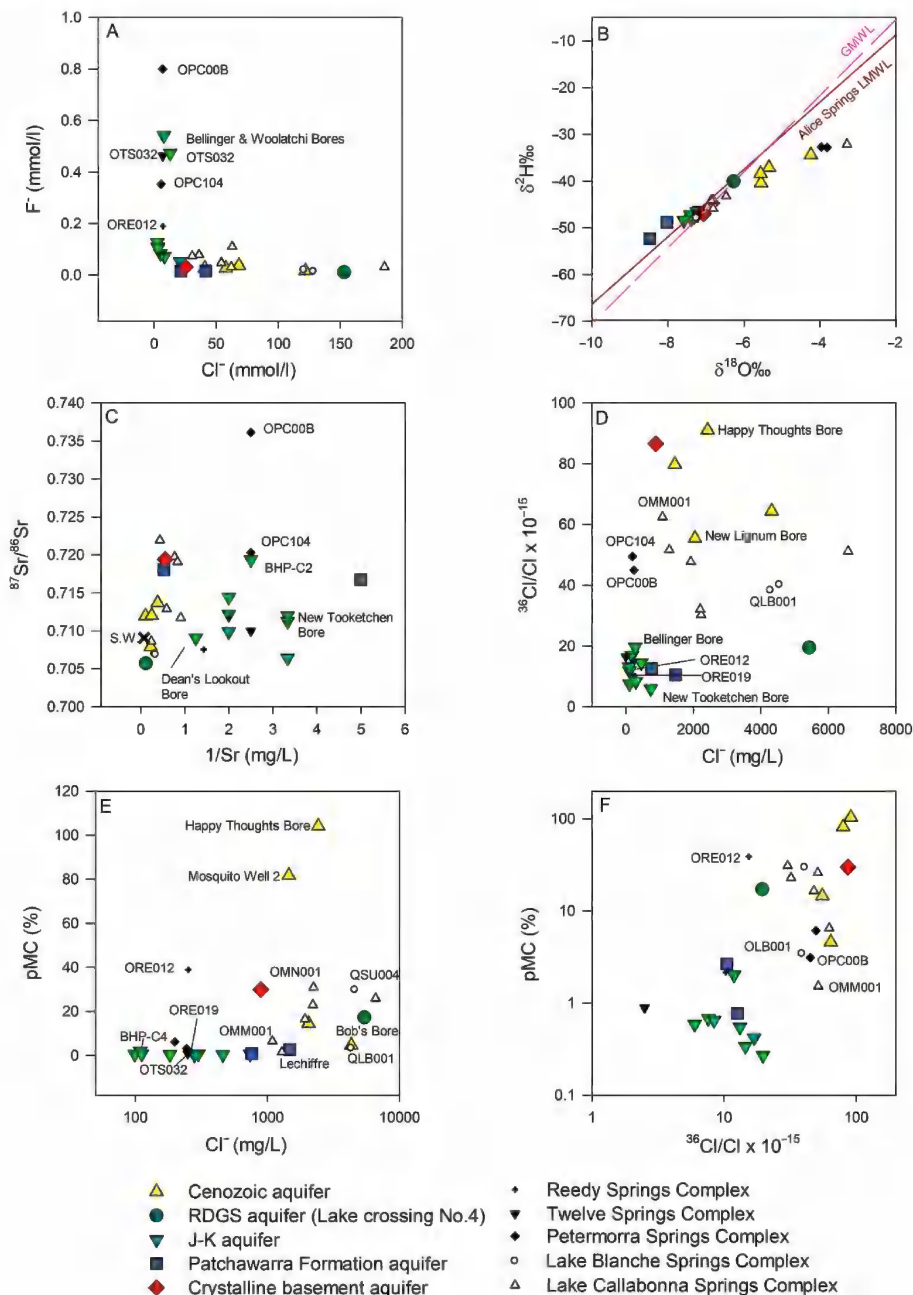 A
1.0
0.8
0.6
0.4
0.2
0.0
F⁻ (mmol/l)
OPC00B
Bellinger & Woolatchi Bores
OTS032
OTS032
OPC104
ORE012
0 50 100 150 200
Cl⁻ (mmol/l)
B
-5
-10
-20
-30
-40
-50
-60
-70
δ²H‰
GMWL
Alice Springs LMWL
-10 -8 -6 -4 -2
δ¹⁸O‰
C
0.740
0.735
0.730
0.725
0.720
0.715
0.710
0.705
0.700
⁸⁷Sr/⁸⁶Sr
OPC00B
OPC104
BHP-C2
New Tooketchen
Bore
S.W
Dean's Lookout
Bore
0 1 2 3 4 5 6
1/Sr (mg/L)
D
100
80
60
40
20
0
³⁶Cl/Cl x 10⁻¹⁵
Happy Thoughts Bore
OMM001
New Lignum Bore
OPC104
OPC00B
QLB001
Bellinger Bore
ORE012
ORE019
New Tooketchen Bore
0 2000 4000 6000 8000
Cl⁻ (mg/L)
E
120
100
80
60
40
20
0
pMC (%)
Happy Thoughts Bore
Mosquito Well 2
ORE012
OMN001
QSU004
ORE019
BHP-C4
OMM001
Bob's Bore
OTS032
Lechiffre
QLB001
100 1000 10000
Cl⁻ (mg/L)
F
100
10
1
0.1
pMC (%)
ORE012
OLB001
OPC00B
OMM001
1 10 100
³⁶Cl/Cl x 10⁻¹⁵
Cenozoic aquifer
RDGS aquifer (Lake crossing No.4)
J-K aquifer
Patchawarra Formation aquifer
Crystalline basement aquifer
Reedy Springs Complex
Twelve Springs Complex
Petermorra Springs Complex
Lake Blanche Springs Complex
Lake Callabonna Springs Complex